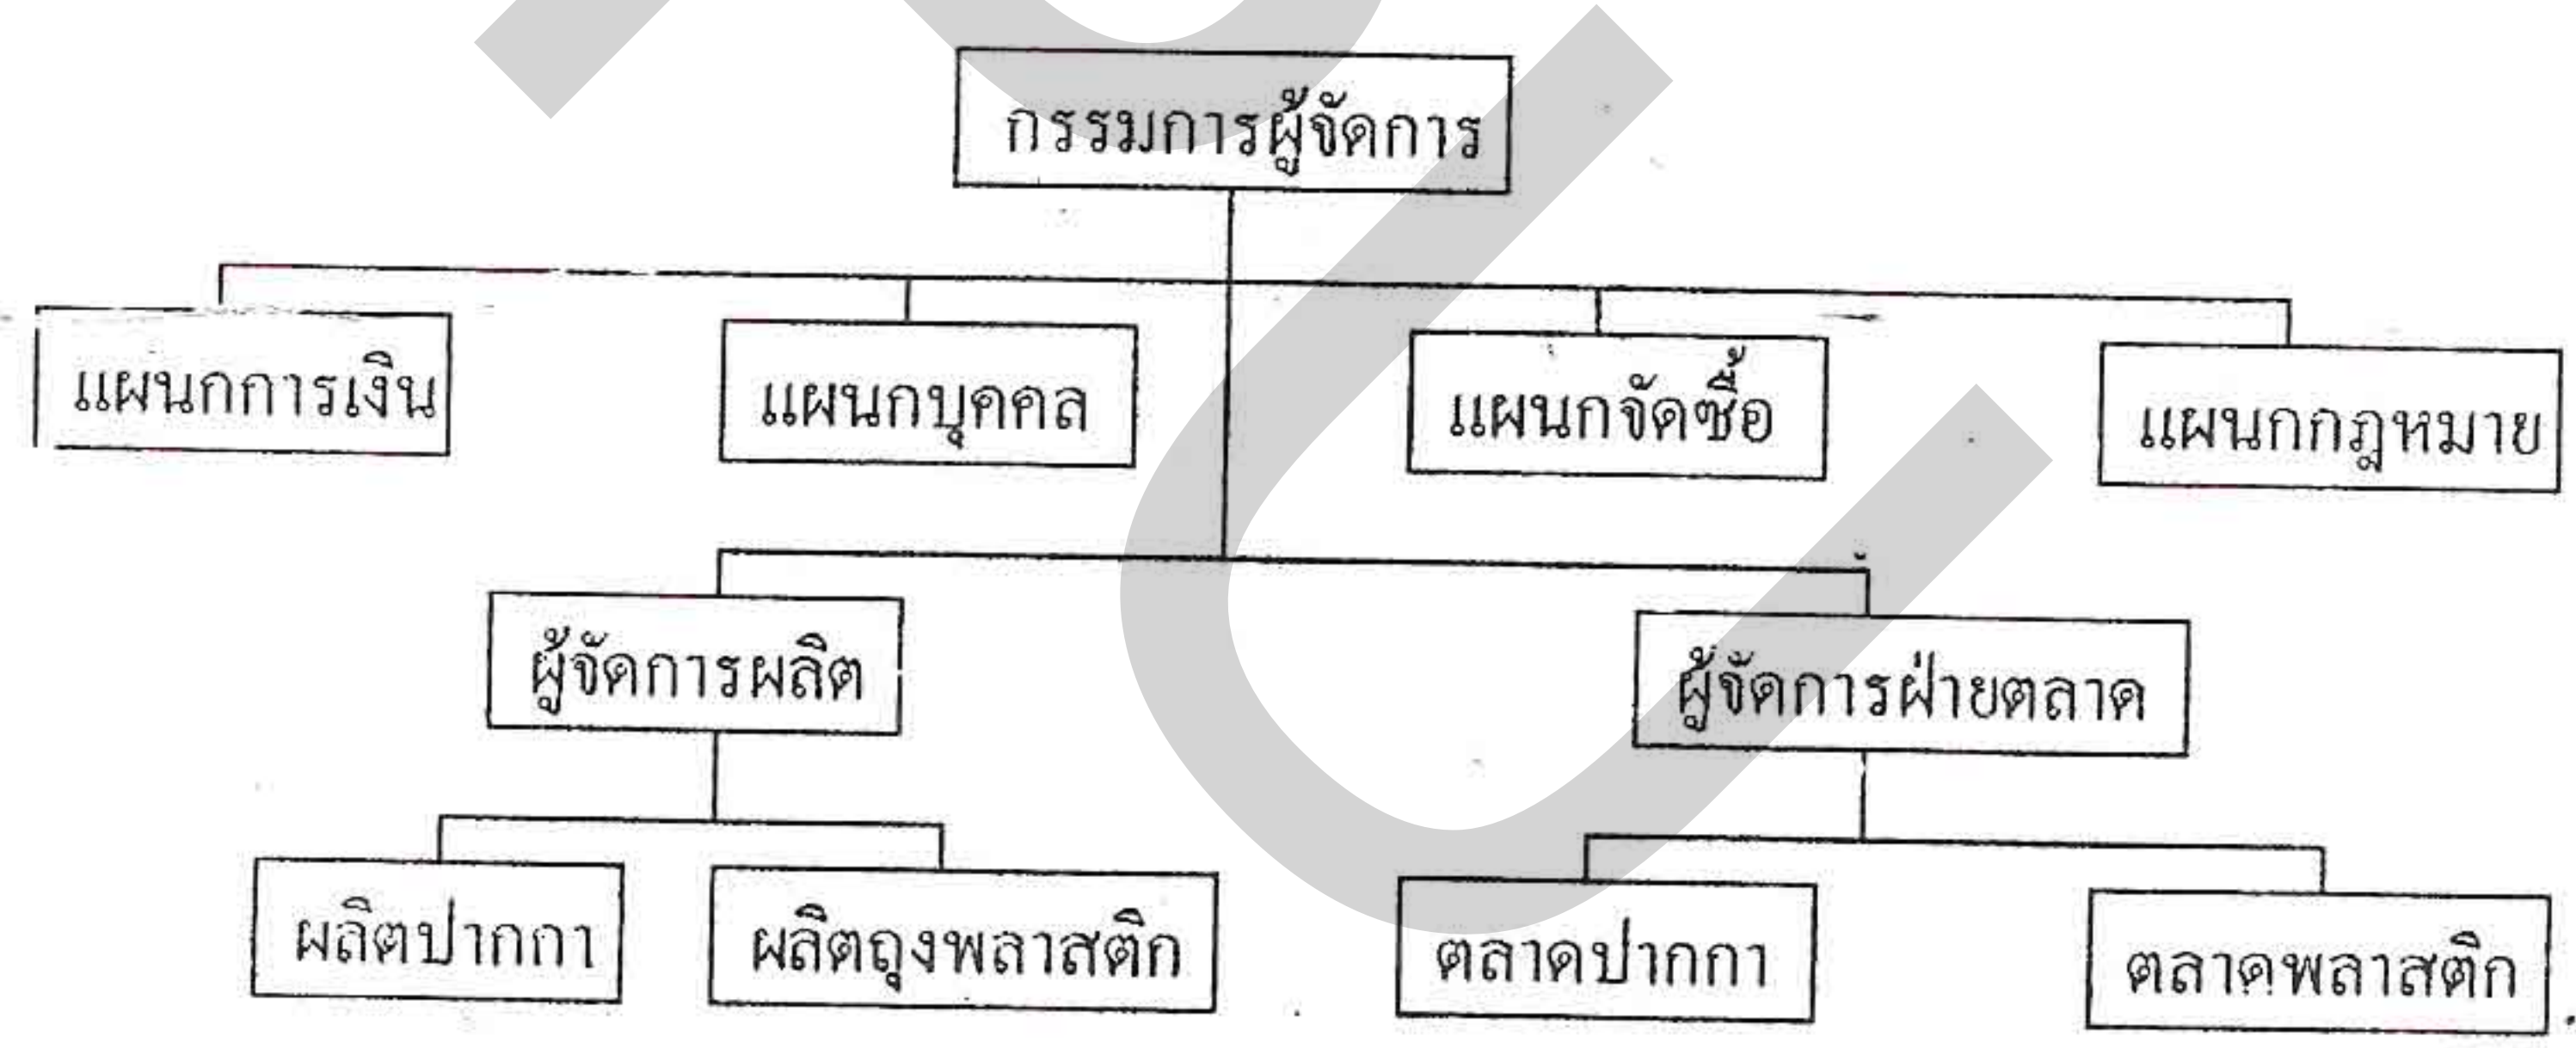 กรรมการผู้จัดการ
แผนกการเงิน
แผนกบุคคล
แผนกจัดซื้อ
แผนกกฎหมาย
ผู้จัดการผลิต
ผู้จัดการฝ่ายตลาด
ผลิตปากกา
ผลิตถุงพลาสติก
ตลาดปากกา
ตลาดพลาสติก